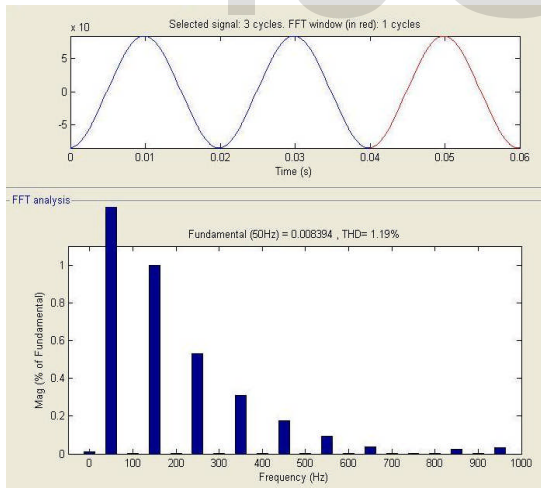 Selected signal: 3 cycles. FFT window (in red): 1 cycles
x 10
5
0
-5
0 0.01 0.02 0.03 0.04 0.05 0.06
Time (s)
FFT analysis
Fundamental (50Hz) = 0.008394 , THD= 1.19%
Mag (% of Fundamental)
1
0.8
0.6
0.4
0.2
0
0 100 200 300 400 500 600 700 800 900 1000
Frequency (Hz)